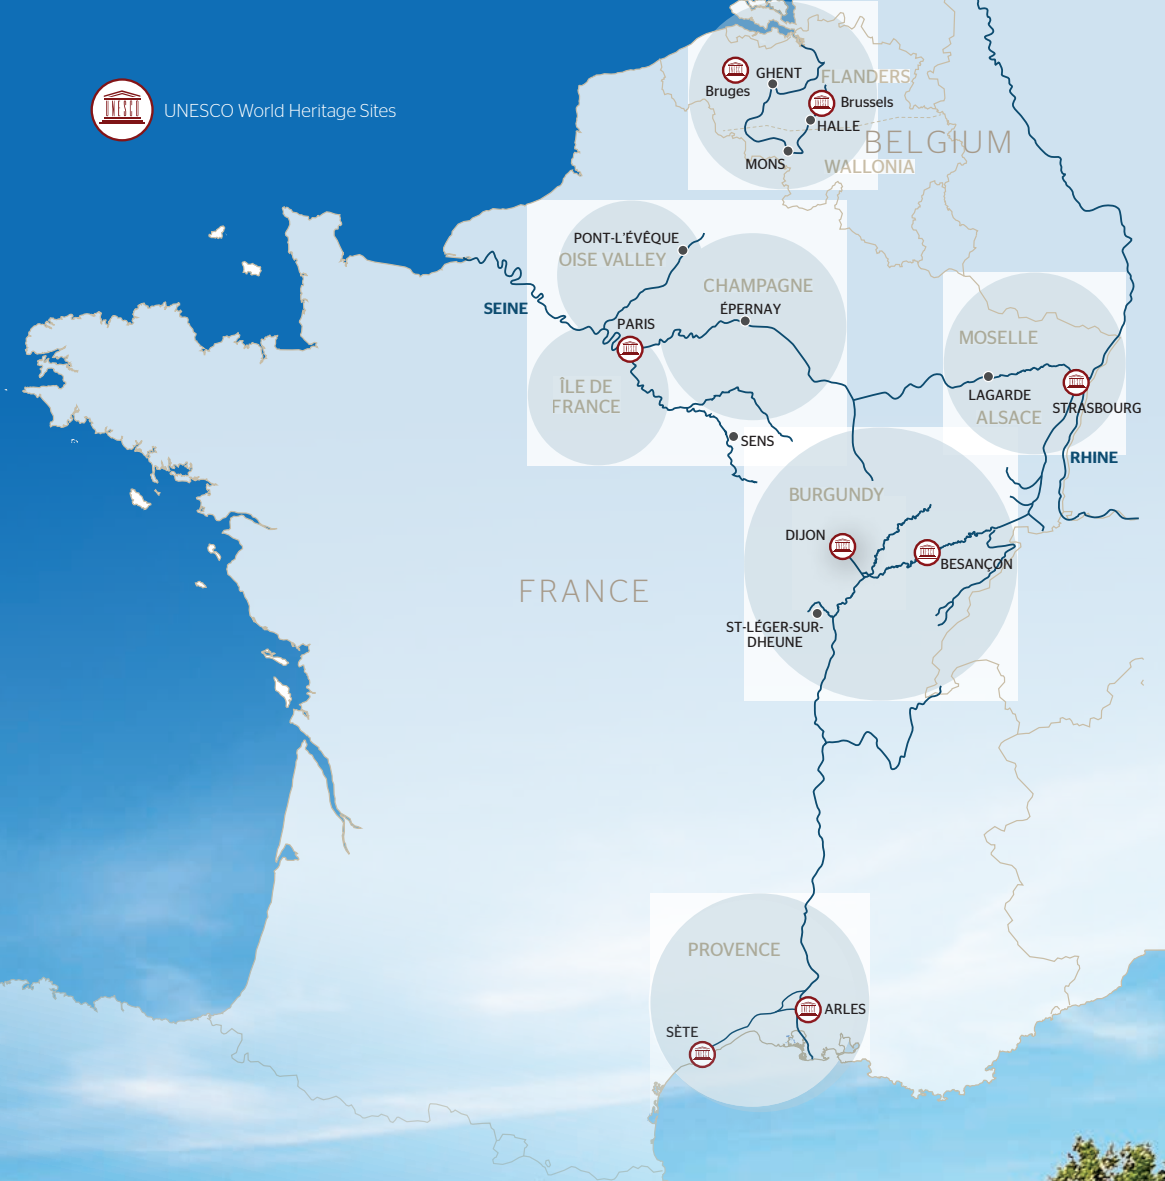 UNESCO
UNESCO World Heritage Sites
GHENT
FLANDERS
Bruges
Brussels
HALLE
BELGIUM
MONS
WALLONIA
PONT-L'ÉVÊQUE
OISE VALLEY
CHAMPAGNE
SEINE
ÉPERNAY
PARIS
MOSELLE
ÎLE DE
FRANCE
LAGARDE
STRASBOURG
ALSACE
SENS
RHINE
BURGUNDY
DIJON
BESANÇON
FRANCE
ST-LÉGER-SUR-
DHEUNE
PROVENCE
ARLES
SÈTE